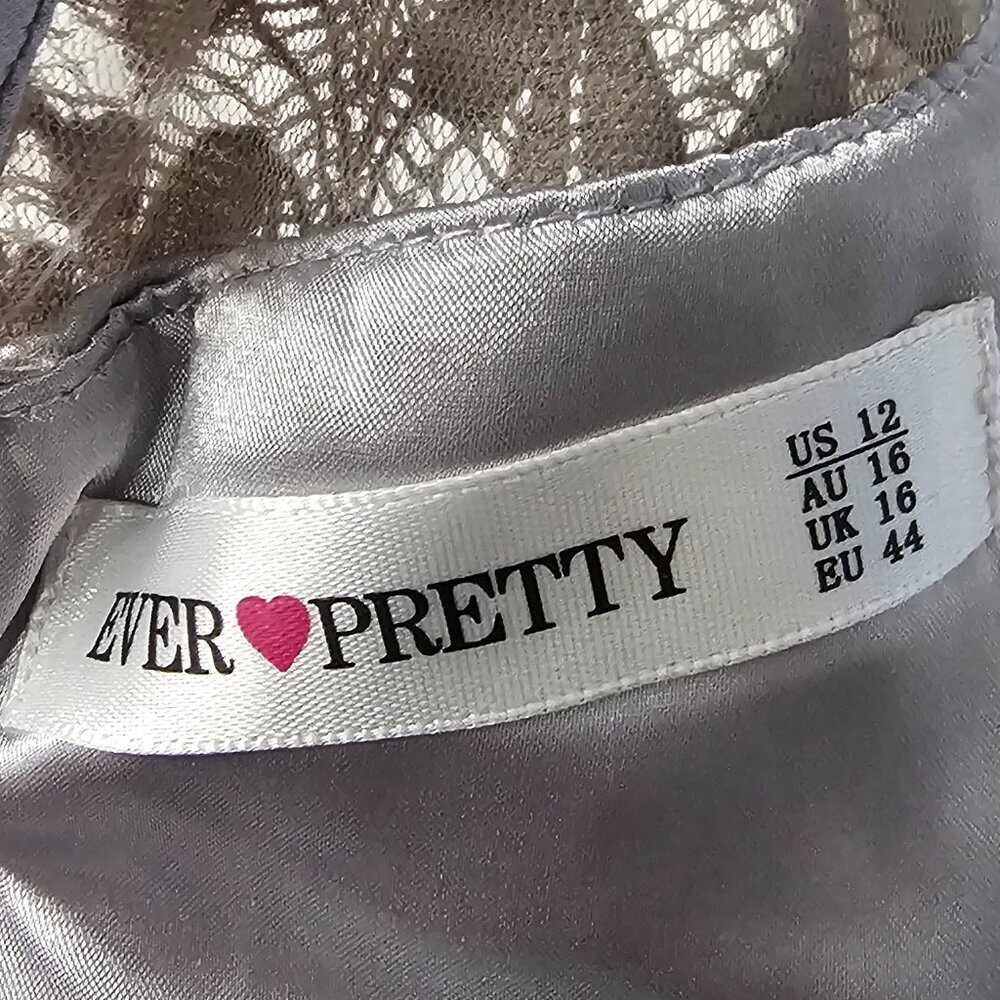 EVER PRETTY
US 12
AU 16
UK 16
EU 44